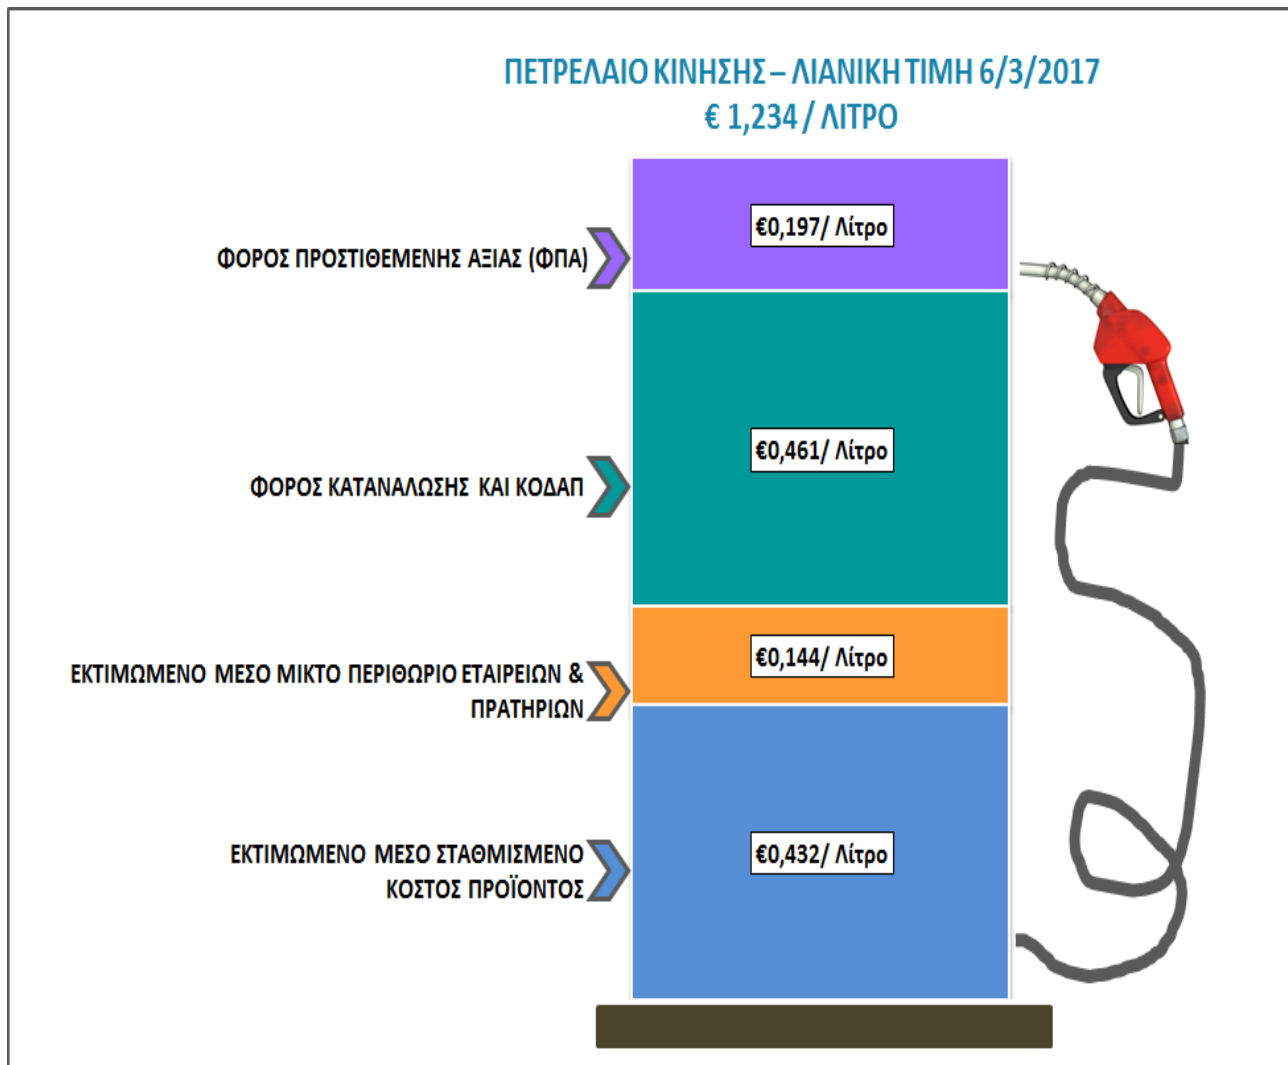 ΠΕΤΡΕΛΑΙΟ ΚΙΝΗΣΗΣ – ΛΙΑΝΙΚΗ ΤΙΜΗ 6/3/2017
€ 1,234 / ΛΙΤΡΟ
€0,197/ Λίτρο
ΦΟΡΟΣ ΠΡΟΣΤΙΘΕΜΕΝΗΣ ΑΞΙΑΣ (ΦΠΑ)
€0,461/ Λίτρο
ΦΟΡΟΣ ΚΑΤΑΝΑΛΩΣΗΣ ΚΑΙ ΚΟΔΑΠ
€0,144/ Λίτρο
ΕΚΤΙΜΩΜΕΝΟ ΜΕΣΟ ΜΙΚΤΟ ΠΕΡΙΘΩΡΙΟ ΕΤΑΙΡΕΙΩΝ &
ΠΡΑΤΗΡΙΩΝ
€0,432/ Λίτρο
ΕΚΤΙΜΩΜΕΝΟ ΜΕΣΟ ΣΤΑΘΜΙΣΜΕΝΟ
ΚΟΣΤΟΣ ΠΡΟΪΟΝΤΟΣ